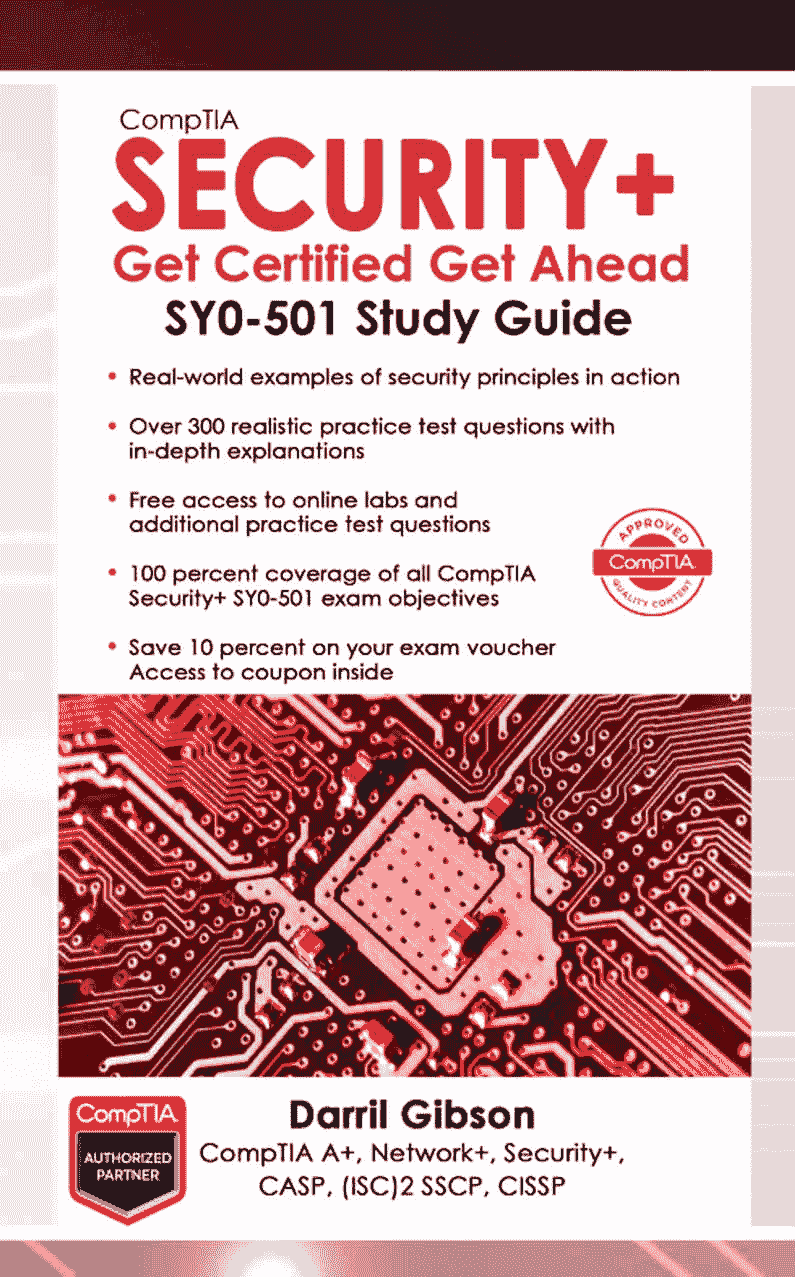 CompTIA
SECURITY+
Get Certified Get Ahead
SY0-501 Study Guide
• Real-world examples of security principles in action
• Over 300 realistic practice test questions with
in-depth explanations
• Free access to online labs and
additional practice test questions
APPROVED
CompTIA
QUALITY CONTENT
• 100 percent coverage of all CompTIA
Security+ SY0-501 exam objectives
• Save 10 percent on your exam voucher
Access to coupon inside
CompTIA
AUTHORIZED
PARTNER
Darril Gibson
CompTIA A+, Network+, Security+,
CASP, (ISC)2 SSCP, CISSP